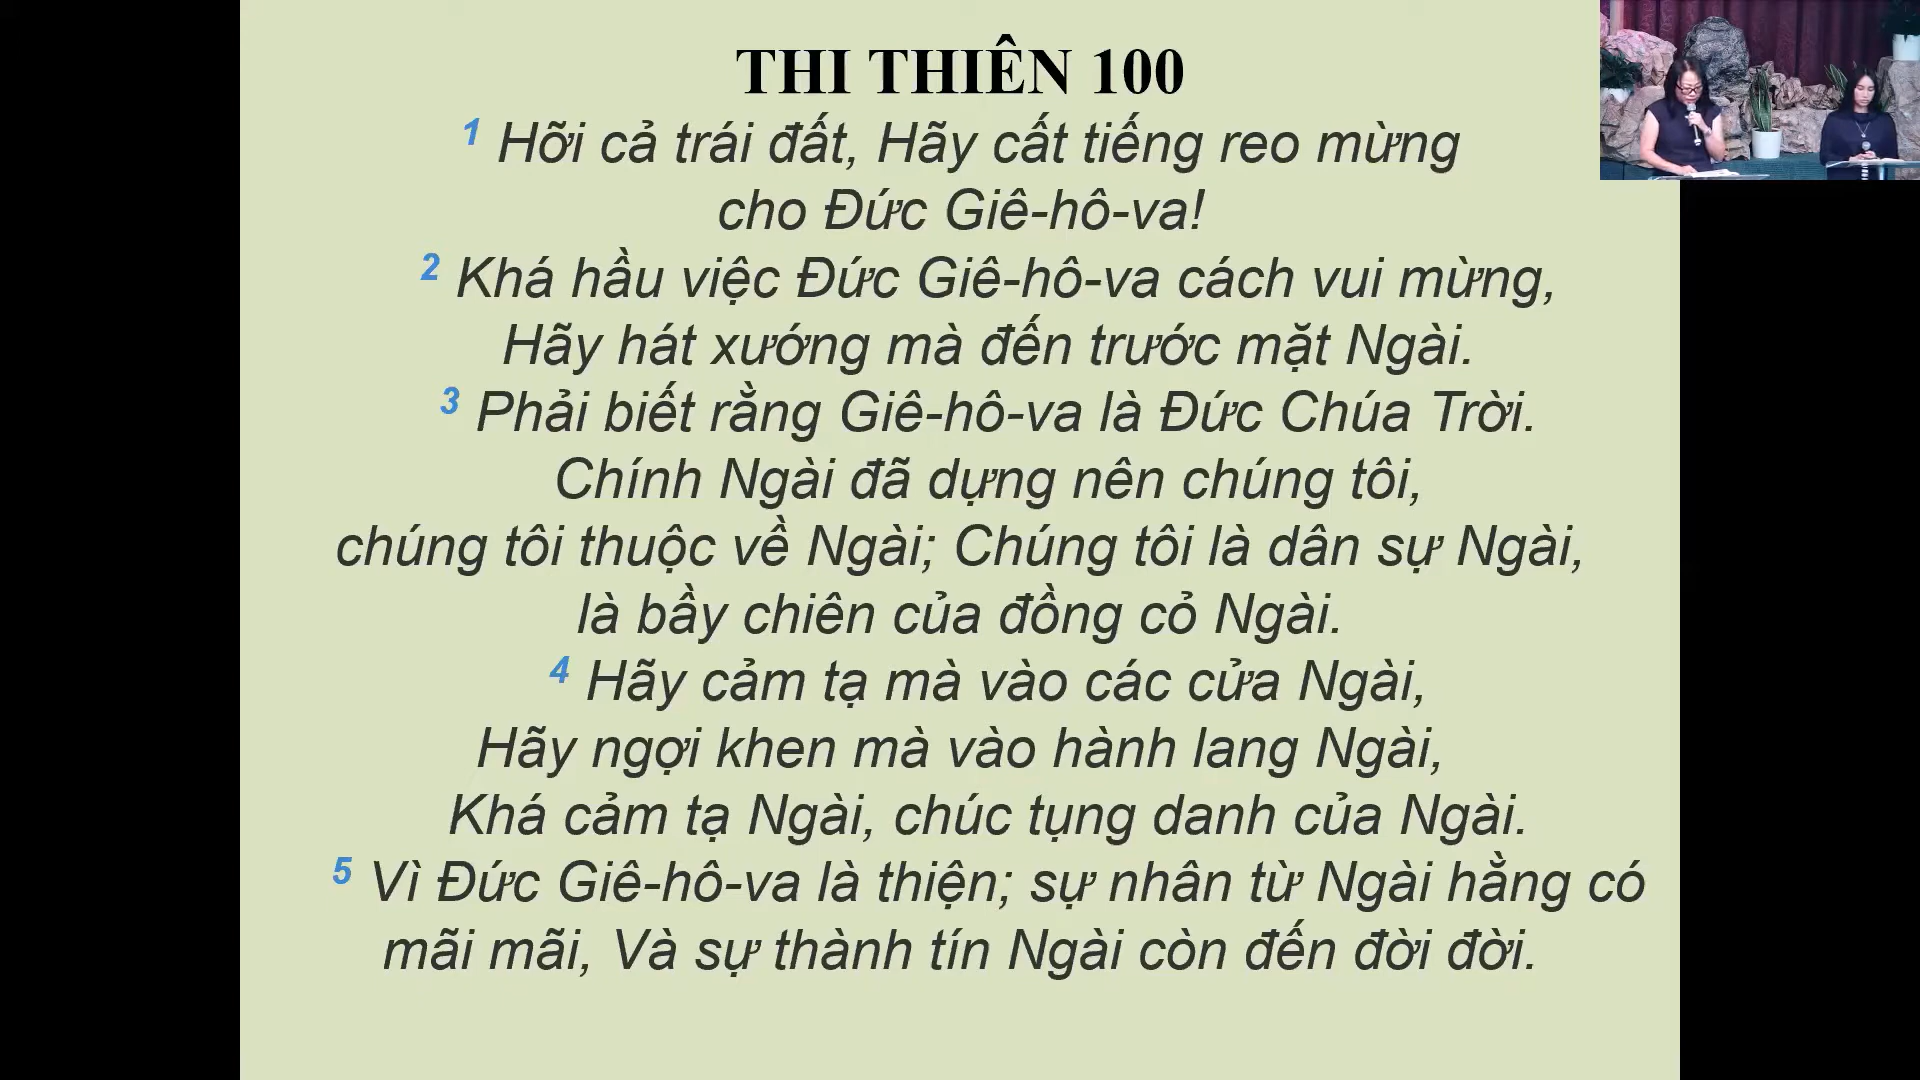 THI THIÊN 100
1 Hỡi cả trái đất, Hãy cất tiếng reo mừng
cho Đức Giê-hô-va!
2 Khá hầu việc Đức Giê-hô-va cách vui mừng,
Hãy hát xướng mà đến trước mặt Ngài.
3 Phải biết rằng Giê-hô-va là Đức Chúa Trời.
Chính Ngài đã dựng nên chúng tôi,
chúng tôi thuộc về Ngài; Chúng tôi là dân sự Ngài,
là bầy chiên của đồng cỏ Ngài.
4 Hãy cảm tạ mà vào các cửa Ngài,
Hãy ngợi khen mà vào hành lang Ngài,
Khá cảm tạ Ngài, chúc tụng danh của Ngài.
5 Vì Đức Giê-hô-va là thiện; sự nhân từ Ngài hằng có
mãi mãi, Và sự thành tín Ngài còn đến đời đời.